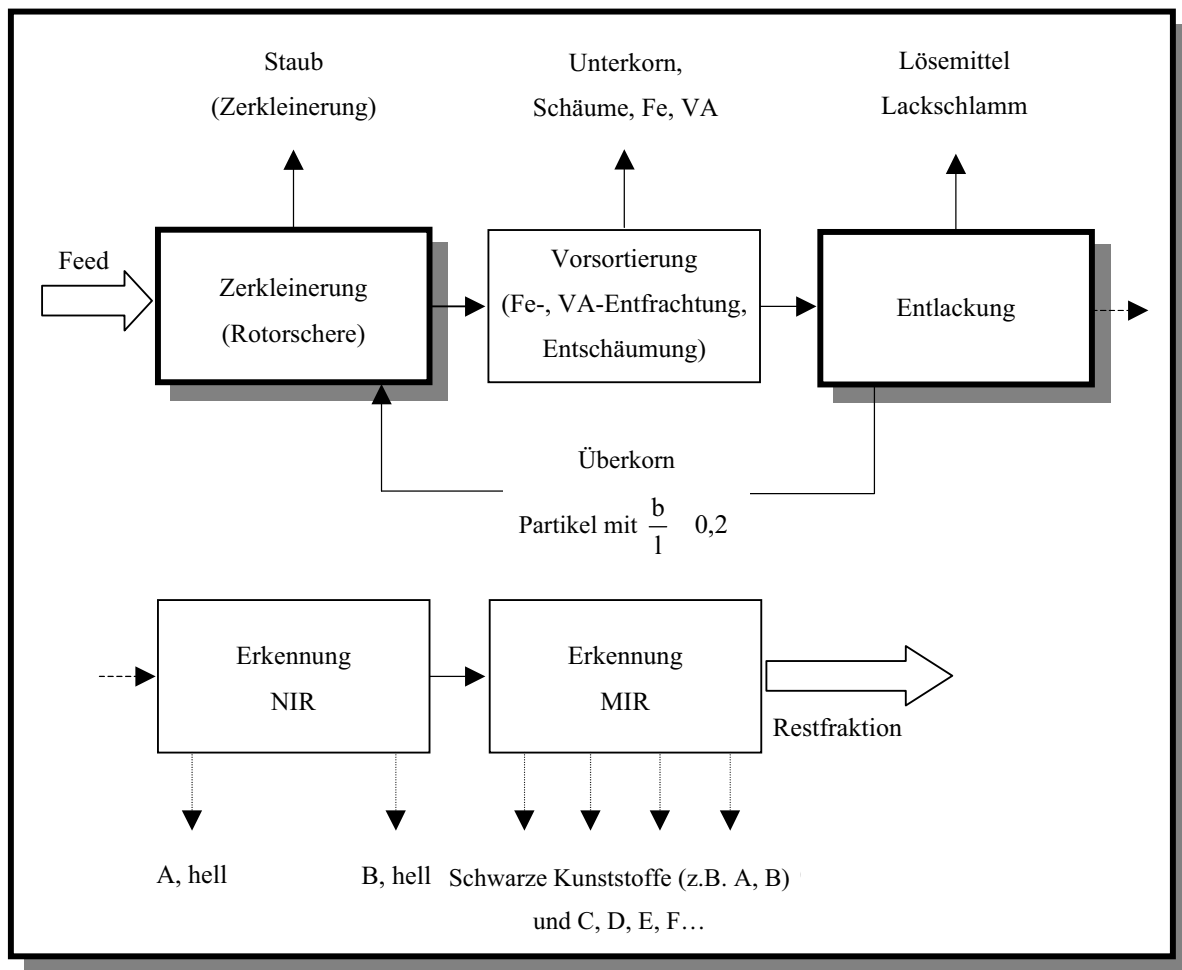 Staub
(Zerkleinerung)
Unterkorn,
Schäume, Fe, VA
Lösemittel
Lackschlamm
Feed
Zerkleinerung
(Rotorschere)
Vorsortierung
(Fe-, VA-Entfrachtung,
Entschäumung)
Entlackung
Überkorn
Partikel mit b/l 0,2
Erkennung
NIR
Erkennung
MIR
Restfraktion
A, hell
B, hell
Schwarze Kunststoffe (z.B. A, B)
und C, D, E, F…